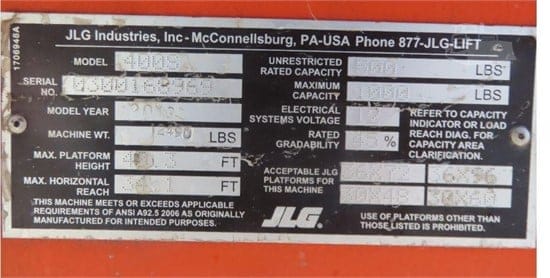 JLG Industries, Inc - McConnellsburg, PA-USA Phone 877-JLG-LIFT
1706948A
MODEL 400S
SERIAL NO. 0300168969
MODEL YEAR
MACHINE WT. LBS
MAX. PLATFORM HEIGHT FT
MAX. HORIZONTAL REACH FT
THIS MACHINE MEETS OR EXCEEDS APPLICABLE
REQUIREMENTS OF ANSI A92.5 2006 AS ORIGINALLY
MANUFACTURED FOR INTENDED PURPOSES.
UNRESTRICTED RATED CAPACITY LBS
MAXIMUM CAPACITY 1000 LBS
ELECTRICAL SYSTEMS VOLTAGE 12
RATED GRADABILITY 45 %
REFER TO CAPACITY
INDICATOR OR LOAD
REACH DIAG. FOR
CAPACITY AREA
CLARIFICATION.
ACCEPTABLE JLG
PLATFORMS FOR
THIS MACHINE
JLG
USE OF PLATFORMS OTHER THAN
THOSE LISTED IS PROHIBITED.